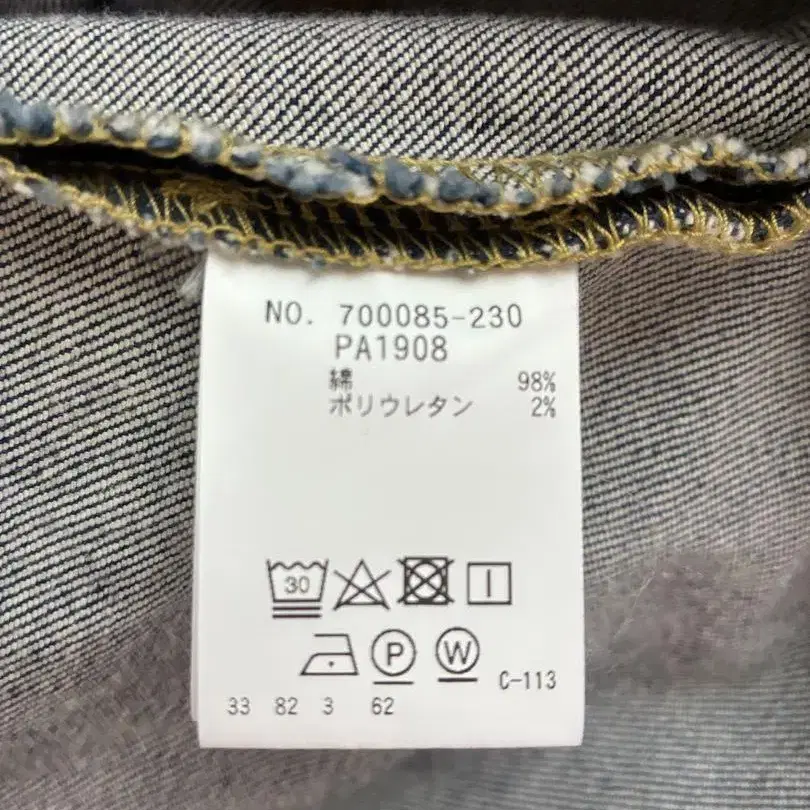 NO. 700085-230
PA1908
綿 98%
ポリウレタン 2%
30
P W C-113
33 82 3 62